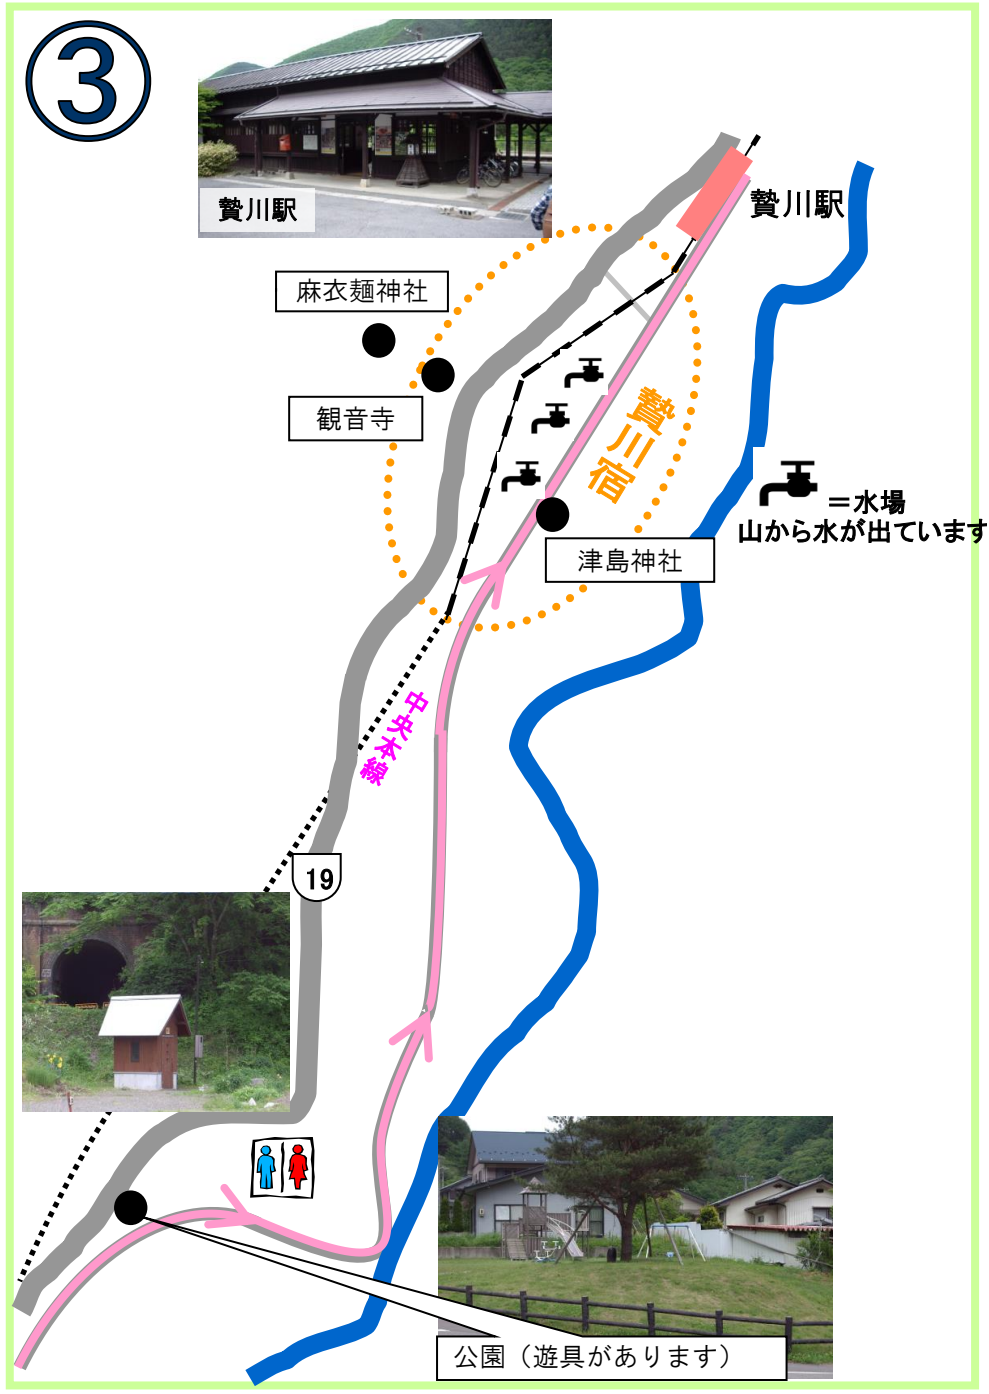 ③
贄川駅
贄川駅
麻衣麺神社
観音寺
贄川宿
＝水場
山から水が出ています
津島神社
中央本線
19
公園（遊具があります）